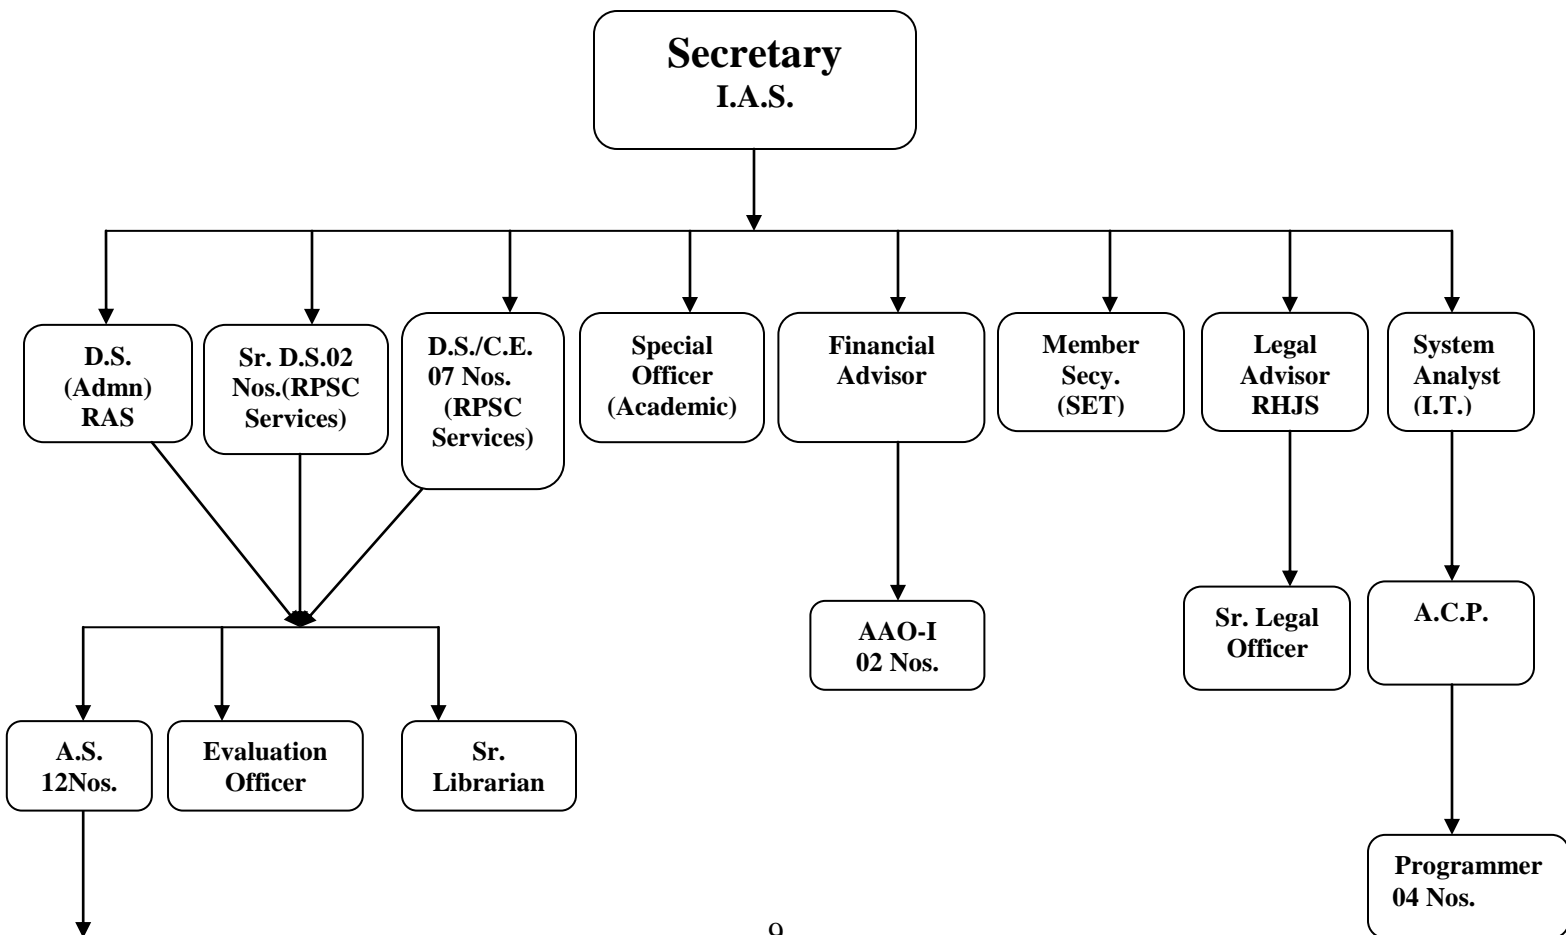 Secretary
I.A.S.
D.S.
(Admn)
RAS
Sr. D.S.02
Nos.(RPSC
Services)
D.S./C.E.
07 Nos.
(RPSC
Services)
Special
Officer
(Academic)
Financial
Advisor
Member
Secy.
(SET)
Legal
Advisor
RHJS
System
Analyst
(I.T.)
AAO-I
02 Nos.
Sr. Legal
Officer
A.C.P.
A.S.
12Nos.
Evaluation
Officer
Sr.
Librarian
Programmer
04 Nos.
9